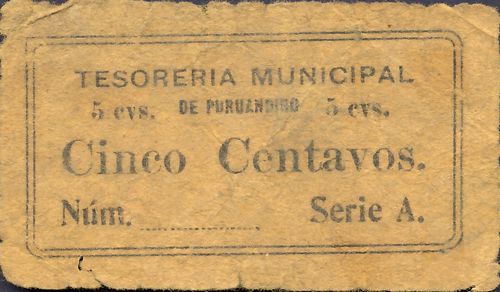 TESORERIA MUNICIPAL
5 cvs. DE PURUANDIRO 5 cvs.
Cinco Centavos.
Núm. ................ Serie A.